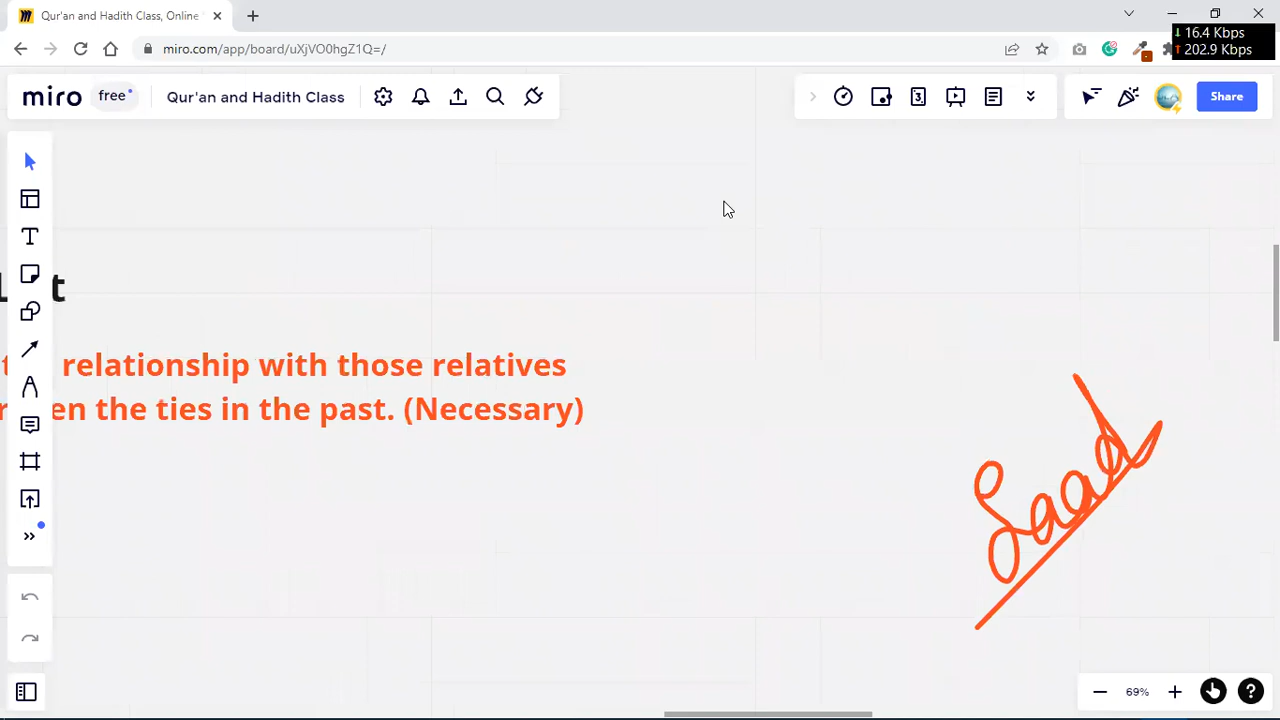 Qur'an and Hadith Class, Online
16.4 Kbps
202.9 Kbps
miro.com/app/board/uXjVO0hgZ1Q=/
miro free Qur'an and Hadith Class
3
Share
relationship with those relatives
the ties in the past. (Necessary)
Saad
69%